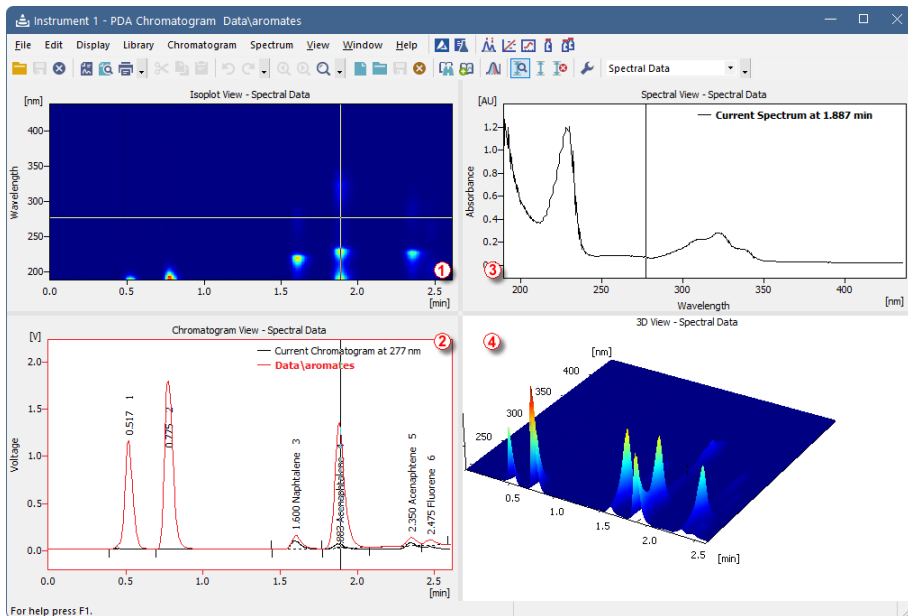 Instrument 1 - PDA Chromatogram Data\aromates
File Edit Display Library Chromatogram Spectrum View Window Help
Spectral Data
Isoplot View - Spectral Data
[nm]
400
350
300
250
200
Wavelength
0.0 0.5 1.0 1.5 2.0 2.5
[min]
1
Spectral View - Spectral Data
[AU]
Current Spectrum at 1.887 min
1.2
1.0
0.8
0.6
0.4
0.2
0.0
Absorbance
200 250 300 350 400
Wavelength
[nm]
3
Chromatogram View - Spectral Data
[V]
2
Current Chromatogram at 277 nm
Data\aromates
2.0
1.5
1.0
0.5
0.0
Voltage
0.517 1
0.775 2
1.600 Naphtalene 3
2.350 Acenaphtene 5
2.475 Fluorene 6
0.0 0.5 1.0 1.5 2.0 2.5
[min]
3D View - Spectral Data
4
[nm]
400
350
300
250
0.5
1.0
1.5
2.0
2.5
[min]
For help press F1.